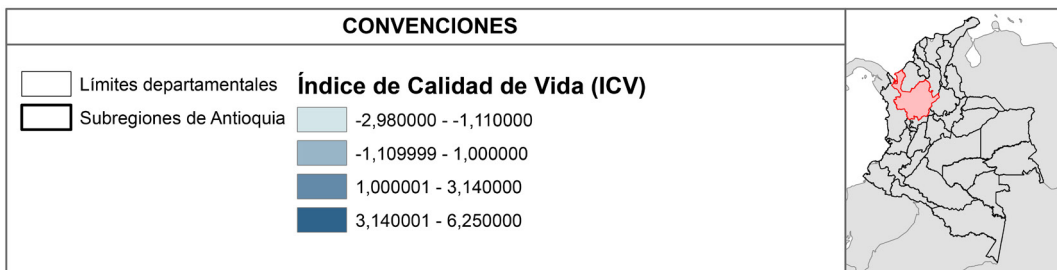 CONVENCIONES
Límites departamentales
Subregiones de Antioquia
Índice de Calidad de Vida (ICV)
-2,980000 - -1,110000
-1,109999 - 1,000000
1,000001 - 3,140000
3,140001 - 6,250000